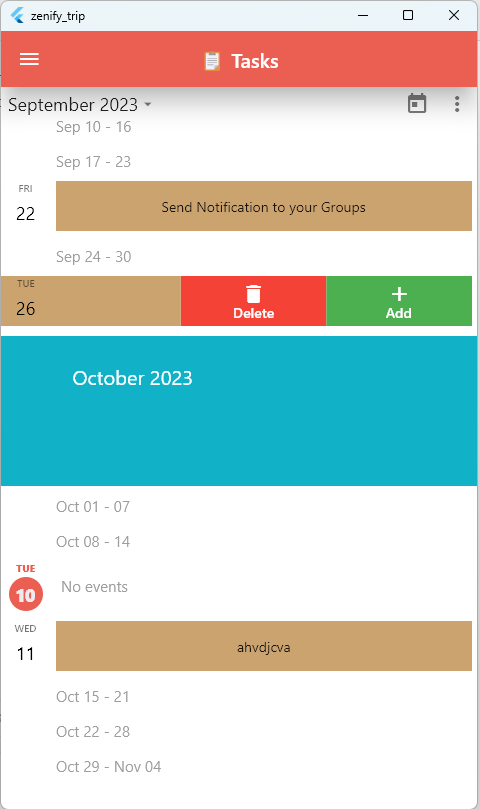 zenify_trip
📋 Tasks
September 2023
Sep 10 - 16
Sep 17 - 23
FRI
22
Send Notification to your Groups
Sep 24 - 30
TUE
26
Delete
Add
October 2023
Oct 01 - 07
Oct 08 - 14
TUE
10
No events
WED
11
ahvdjcva
Oct 15 - 21
Oct 22 - 28
Oct 29 - Nov 04